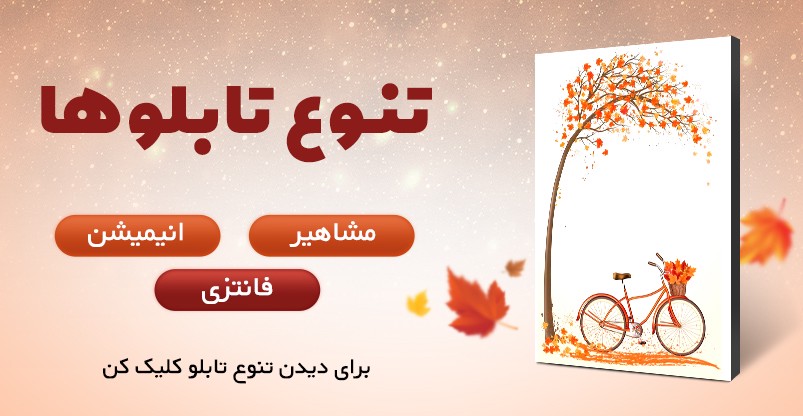 تنوع تابلوها
مشاهیر
انیمیشن
فانتزی
برای دیدن تنوع تابلو کلیک کن